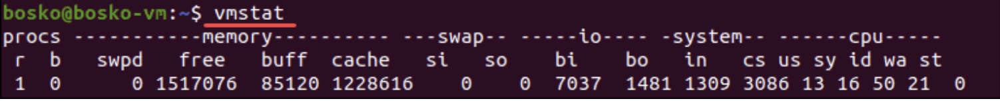 bosko@bosko-vm:~$ vmstat
procs -----------memory---------- ---swap-- -----io---- -system-- ------cpu-----
 r  b   swpd   free   buff  cache   si   so    bi    bo   in   cs us sy id wa st
 1  0      0 1517076  85120 1228616    0    0  7037  1481 1309 3086 13 16 50 21  0